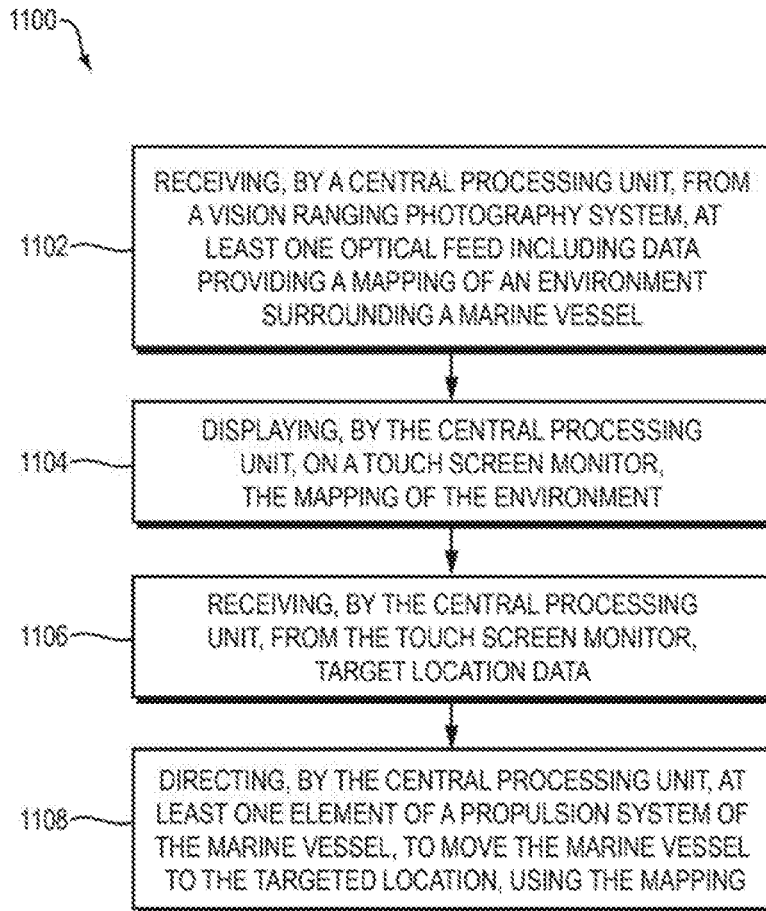 1100
RECEIVING, BY A CENTRAL PROCESSING UNIT, FROM
A VISION RANGING PHOTOGRAPHY SYSTEM, AT
LEAST ONE OPTICAL FEED INCLUDING DATA
PROVIDING A MAPPING OF AN ENVIRONMENT
SURROUNDING A MARINE VESSEL
1102
DISPLAYING, BY THE CENTRAL PROCESSING
UNIT, ON A TOUCH SCREEN MONITOR,
THE MAPPING OF THE ENVIRONMENT
1104
RECEIVING, BY THE CENTRAL PROCESSING
UNIT, FROM THE TOUCH SCREEN MONITOR,
TARGET LOCATION DATA
1106
DIRECTING, BY THE CENTRAL PROCESSING UNIT, AT
LEAST ONE ELEMENT OF A PROPULSION SYSTEM OF
THE MARINE VESSEL, TO MOVE THE MARINE VESSEL
TO THE TARGETED LOCATION, USING THE MAPPING
1108